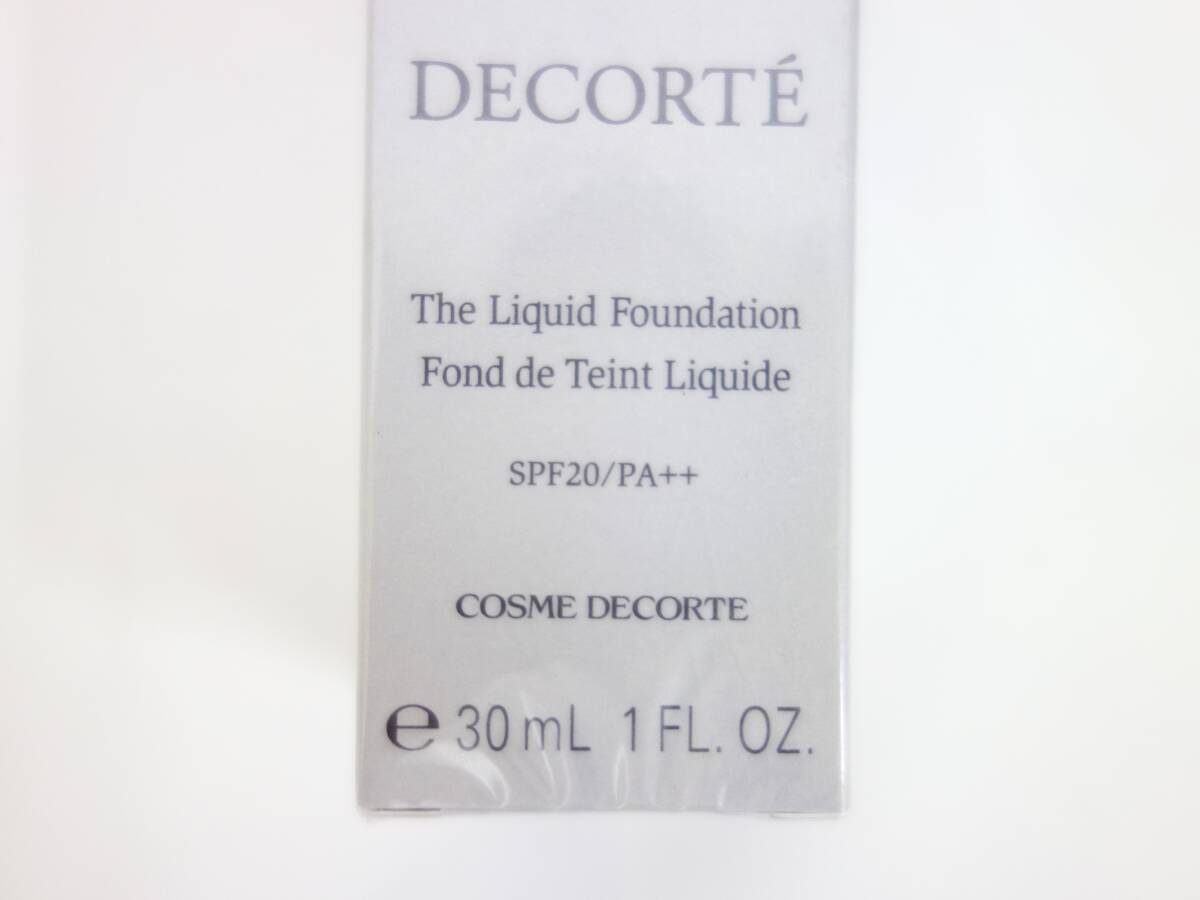 DECORTÉ
The Liquid Foundation
Fond de Teint Liquide
SPF20/PA++
COSME DECORTE
℮ 30 mL 1 FL. OZ.